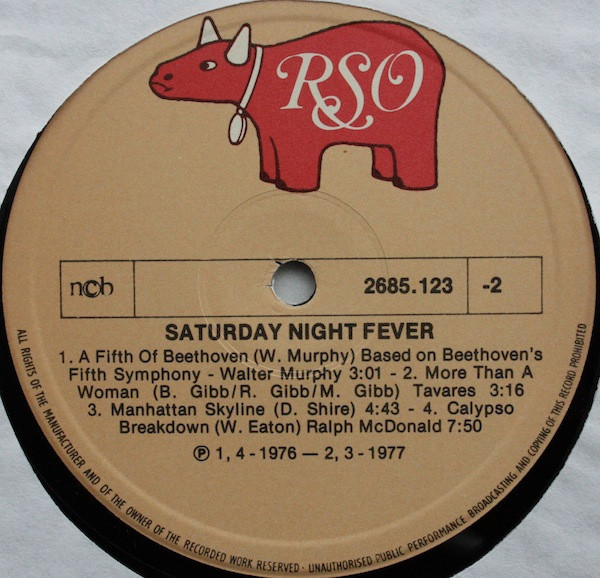 RSO
ncb
2685.123
-2
SATURDAY NIGHT FEVER
1. A Fifth Of Beethoven (W. Murphy) Based on Beethoven's
Fifth Symphony - Walter Murphy 3:01 - 2. More Than A
Woman (B. Gibb/R. Gibb/M. Gibb) Tavares 3:16
3. Manhattan Skyline (D. Shire) 4:43 - 4. Calypso
Breakdown (W. Eaton) Ralph McDonald 7:50
Ⓟ 1, 4 - 1976 — 2, 3 - 1977
ALL RIGHTS OF THE MANUFACTURER AND OF THE OWNER OF THE RECORDED WORK RESERVED · UNAUTHORISED PUBLIC PERFORMANCE BROADCASTING AND COPYING OF THIS RECORD PROHIBITED